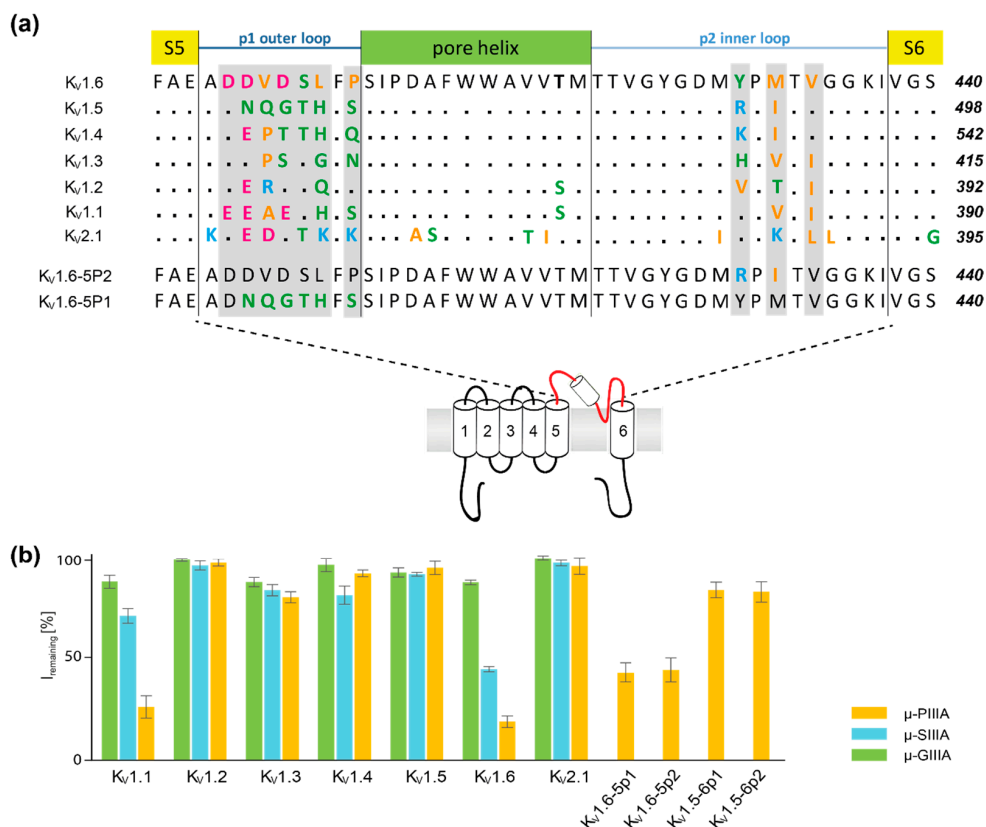 (a)
S5 p1 outer loop pore helix p2 inner loop S6
Kv1.6 F A E A D D V D S L F P S I P D A F W W A V V T M T T V G Y G D M Y P M T V G G K I V G S 440
Kv1.5 . . . . . N Q G T H . S . . . . . . . . . . . . . . . . . . . . . R . I . . . . . . . . . 498
Kv1.4 . . . . . E P T T H . Q . . . . . . . . . . . . . . . . . . . . . K . I . . . . . . . . . 542
Kv1.3 . . . . . . P S . G . N . . . . . . . . . . . . . . . . . . . . . H . V . I . . . . . . . 415
Kv1.2 . . . . . E R . . Q . . . . . . . . . . . . . S . . . . . . . . . V . T . I . . . . . . . 392
Kv1.1 . . . . E E A E . H . S . . . . . . . . . . . S . . . . . . . . . . . V . I . . . . . . . 390
Kv2.1 . . . K . E D . T K K . . . A S . . . . . T I . . . . . . . . I . . K . L L . . . . . G 395
Kv1.6-5P2 F A E A D D V D S L F P S I P D A F W W A V V T M T T V G Y G D M R P I T V G G K I V G S 440
Kv1.6-5P1 F A E A D N Q G T H F S S I P D A F W W A V V T M T T V G Y G D M Y P M T V G G K I V G S 440
1 2 3 4 5 6
(b)
Iremaining [%]
100
50
0
Kv1.1 Kv1.2 Kv1.3 Kv1.4 Kv1.5 Kv1.6 Kv2.1 Kv1.6-5p1 Kv1.6-5p2 Kv1.5-6p1 Kv1.5-6p2
µ-PIIIA
µ-SIIIA
µ-GIIIA